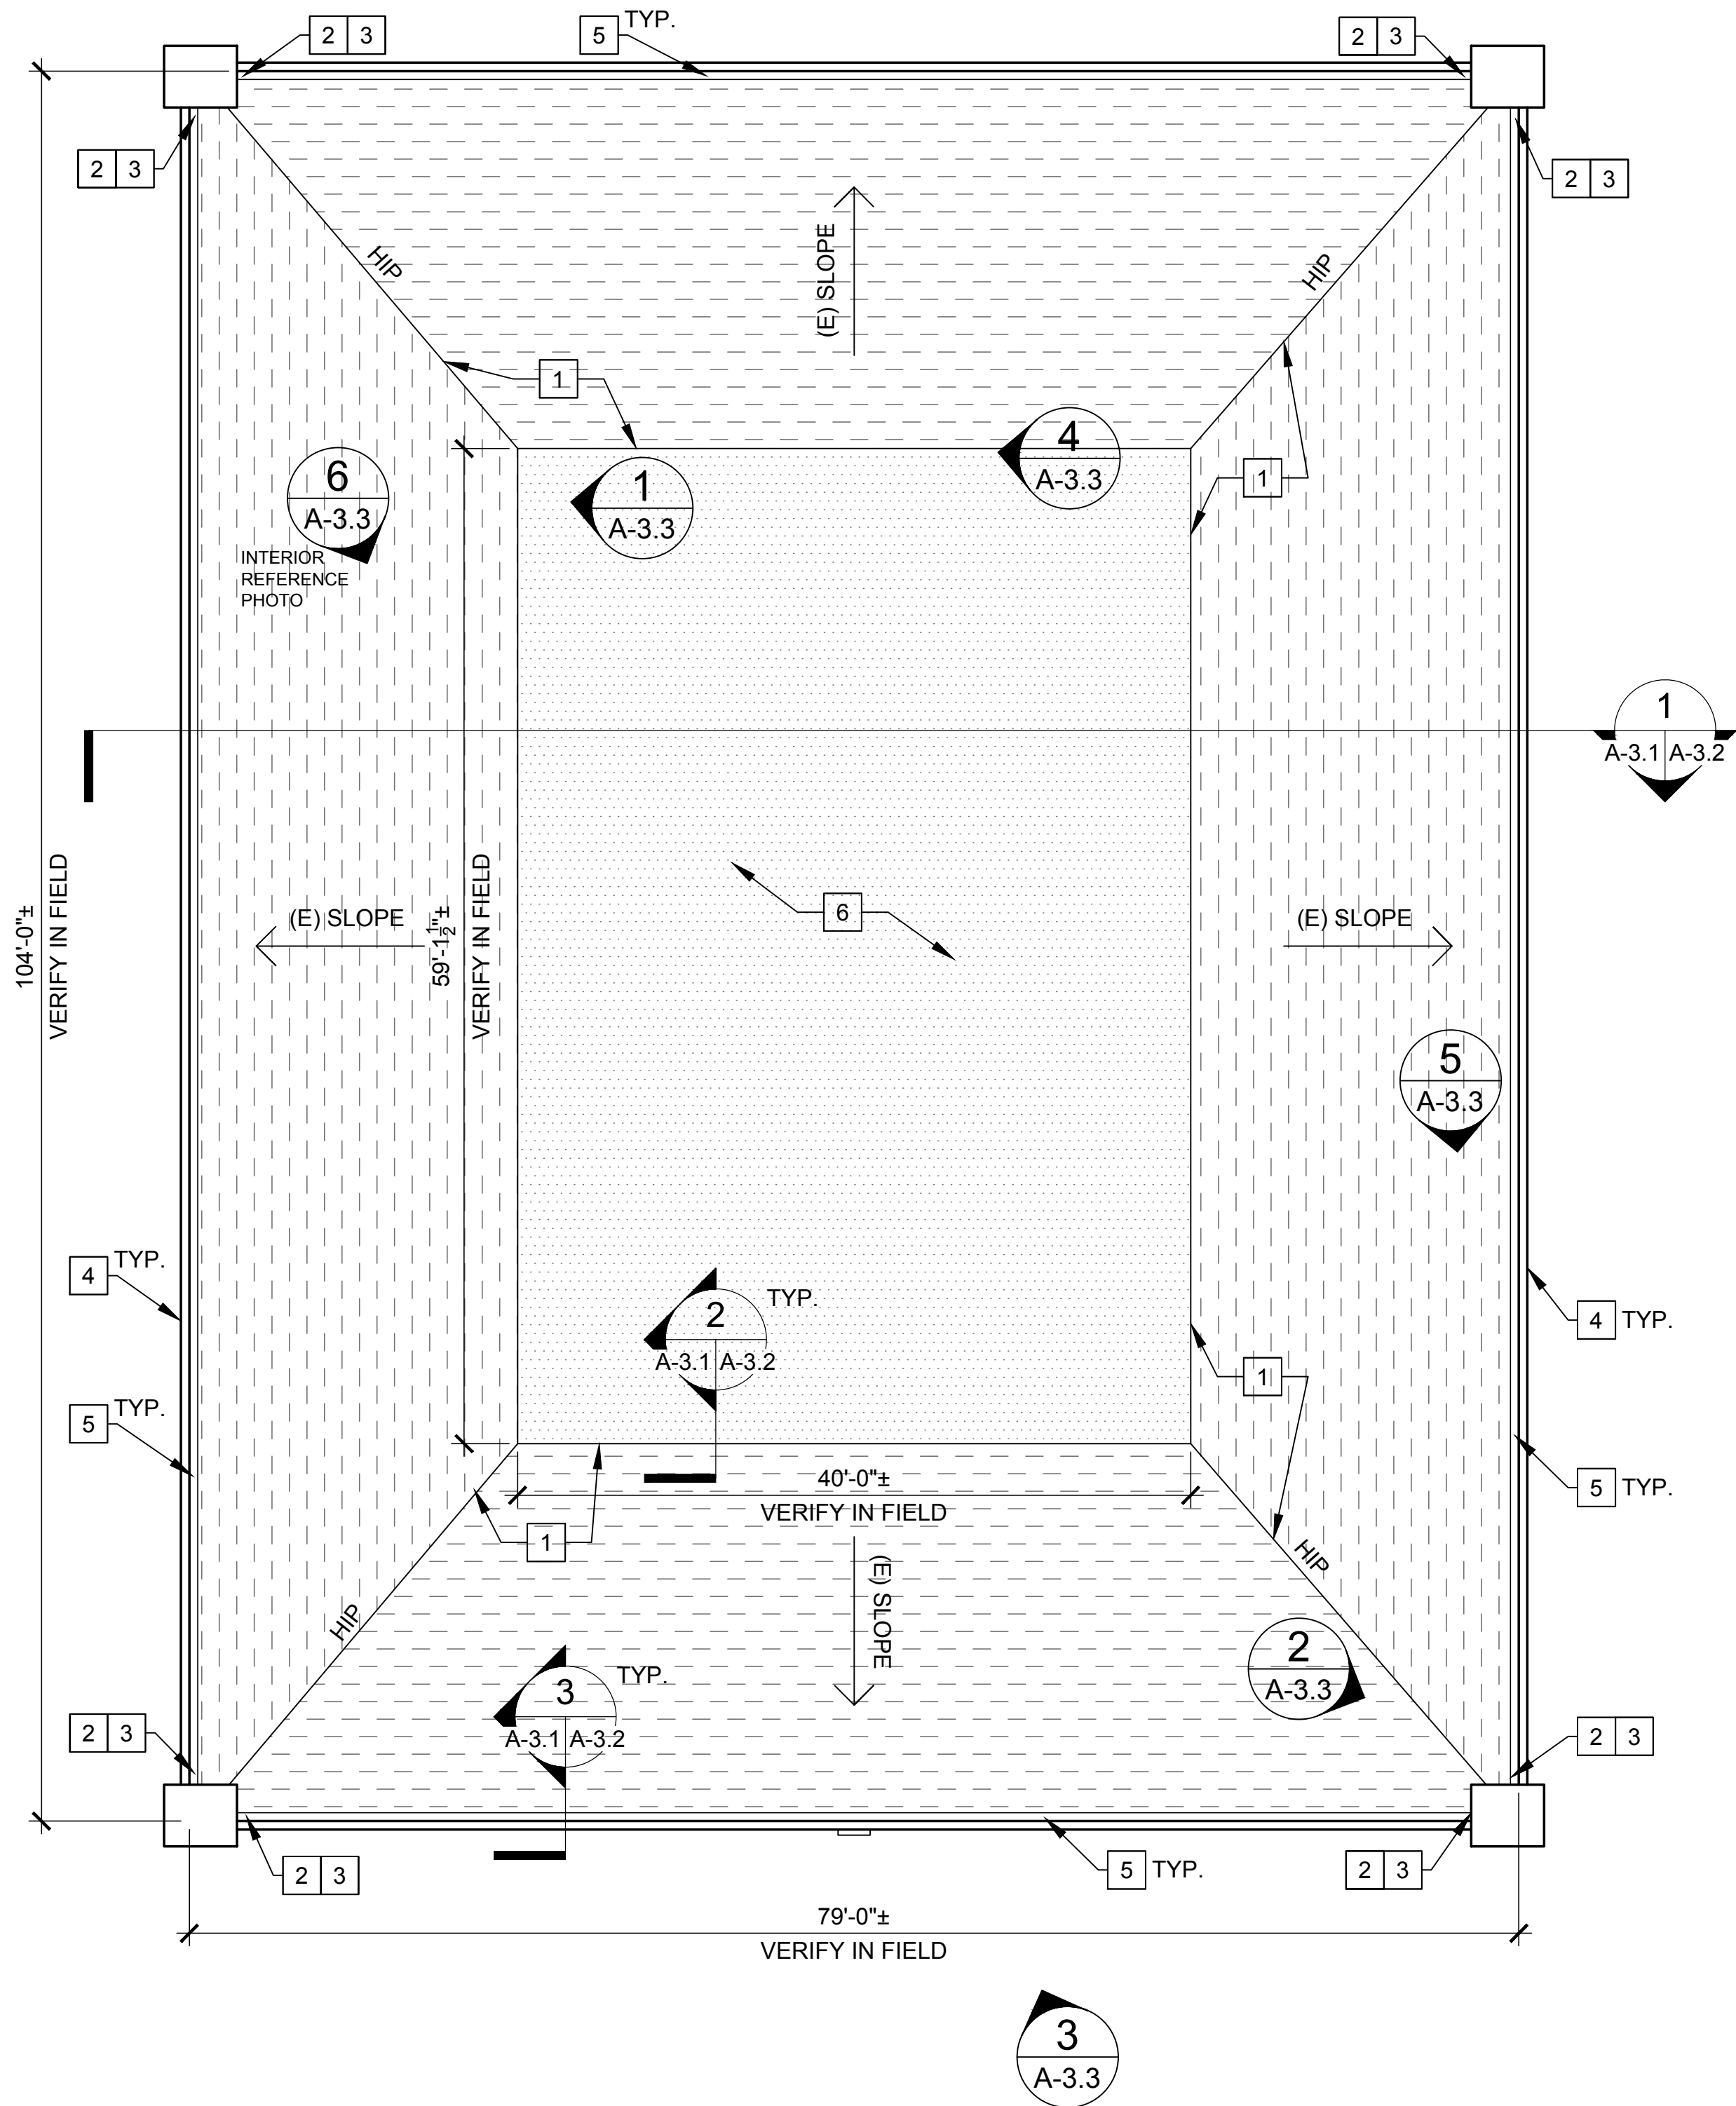 2 3
5 TYP.
2 3
2 3
2 3
HIP
(E) SLOPE
HIP
1
4
A-3.3
6
A-3.3
1
A-3.3
1
INTERIOR
REFERENCE
PHOTO
1
A-3.1 A-3.2
104'-0"±
VERIFY IN FIELD
(E) SLOPE
59'-1½"±
VERIFY IN FIELD
6
(E) SLOPE
5
A-3.3
4 TYP.
2 TYP.
A-3.1 A-3.2
4 TYP.
1
5 TYP.
40'-0"±
VERIFY IN FIELD
5 TYP.
1
HIP
(E) SLOPE
HIP
2
A-3.3
3 TYP.
A-3.1 A-3.2
2 3
2 3
2 3
5 TYP.
2 3
79'-0"±
VERIFY IN FIELD
3
A-3.3